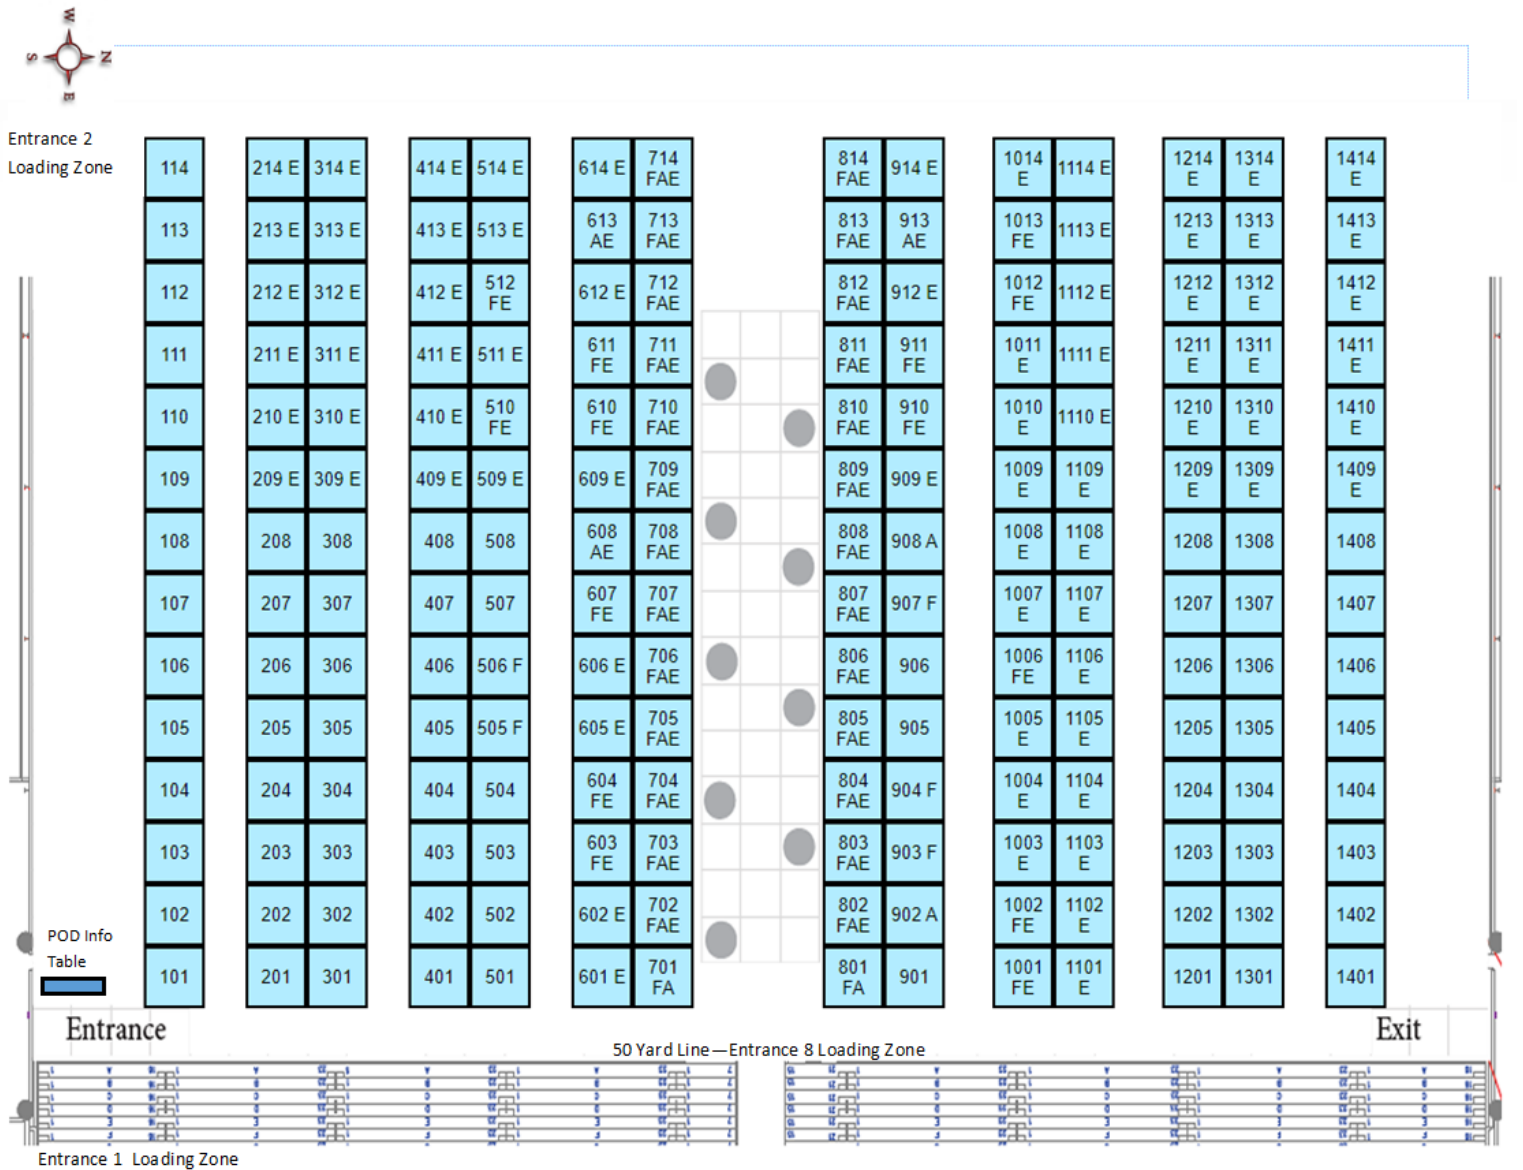 W
S N
E
Entrance 2
Loading Zone
114 214 E 314 E 414 E 514 E 614 E 714 FAE 814 FAE 914 E 1014 E 1114 E 1214 E 1314 E 1414 E
113 213 E 313 E 413 E 513 E 613 AE 713 FAE 813 FAE 913 AE 1013 FE 1113 E 1213 E 1313 E 1413 E
112 212 E 312 E 412 E 512 FE 612 E 712 FAE 812 FAE 912 E 1012 FE 1112 E 1212 E 1312 E 1412 E
111 211 E 311 E 411 E 511 E 611 FE 711 FAE 811 FAE 911 FE 1011 E 1111 E 1211 E 1311 E 1411 E
110 210 E 310 E 410 E 510 FE 610 FE 710 FAE 810 FAE 910 FE 1010 E 1110 E 1210 E 1310 E 1410 E
109 209 E 309 E 409 E 509 E 609 E 709 FAE 809 FAE 909 E 1009 E 1109 E 1209 E 1309 E 1409 E
108 208 308 408 508 608 AE 708 FAE 808 FAE 908 A 1008 E 1108 E 1208 1308 1408
107 207 307 407 507 607 FE 707 FAE 807 FAE 907 F 1007 E 1107 E 1207 1307 1407
106 206 306 406 506 F 606 E 706 FAE 806 FAE 906 1006 FE 1106 E 1206 1306 1406
105 205 305 405 505 F 605 E 705 FAE 805 FAE 905 1005 E 1105 E 1205 1305 1405
104 204 304 404 504 604 FE 704 FAE 804 FAE 904 F 1004 E 1104 E 1204 1304 1404
103 203 303 403 503 603 FE 703 FAE 803 FAE 903 F 1003 E 1103 E 1203 1303 1403
102 202 302 402 502 602 E 702 FAE 802 FAE 902 A 1002 FE 1102 E 1202 1302 1402
101 201 301 401 501 601 E 701 FA 801 FA 901 1001 FE 1101 E 1201 1301 1401
POD Info
Table
Entrance
Exit
50 Yard Line—Entrance 8 Loading Zone
Entrance 1 Loading Zone